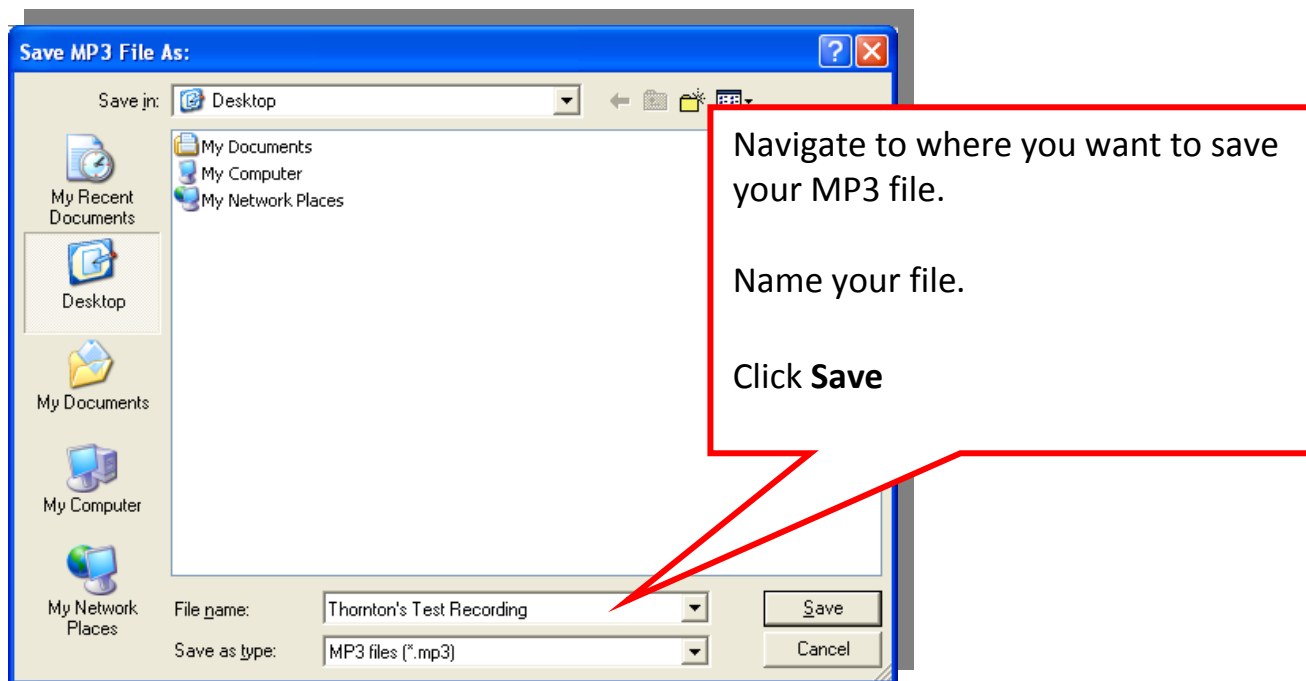 Save MP3 File As:
Save in:
Desktop
My Recent
Documents
Desktop
My Documents
My Computer
My Network
Places
My Documents
My Computer
My Network Places
Navigate to where you want to save
your MP3 file.
Name your file.
Click Save
File name:
Thornton's Test Recording
Save
Save as type:
MP3 files (*.mp3)
Cancel